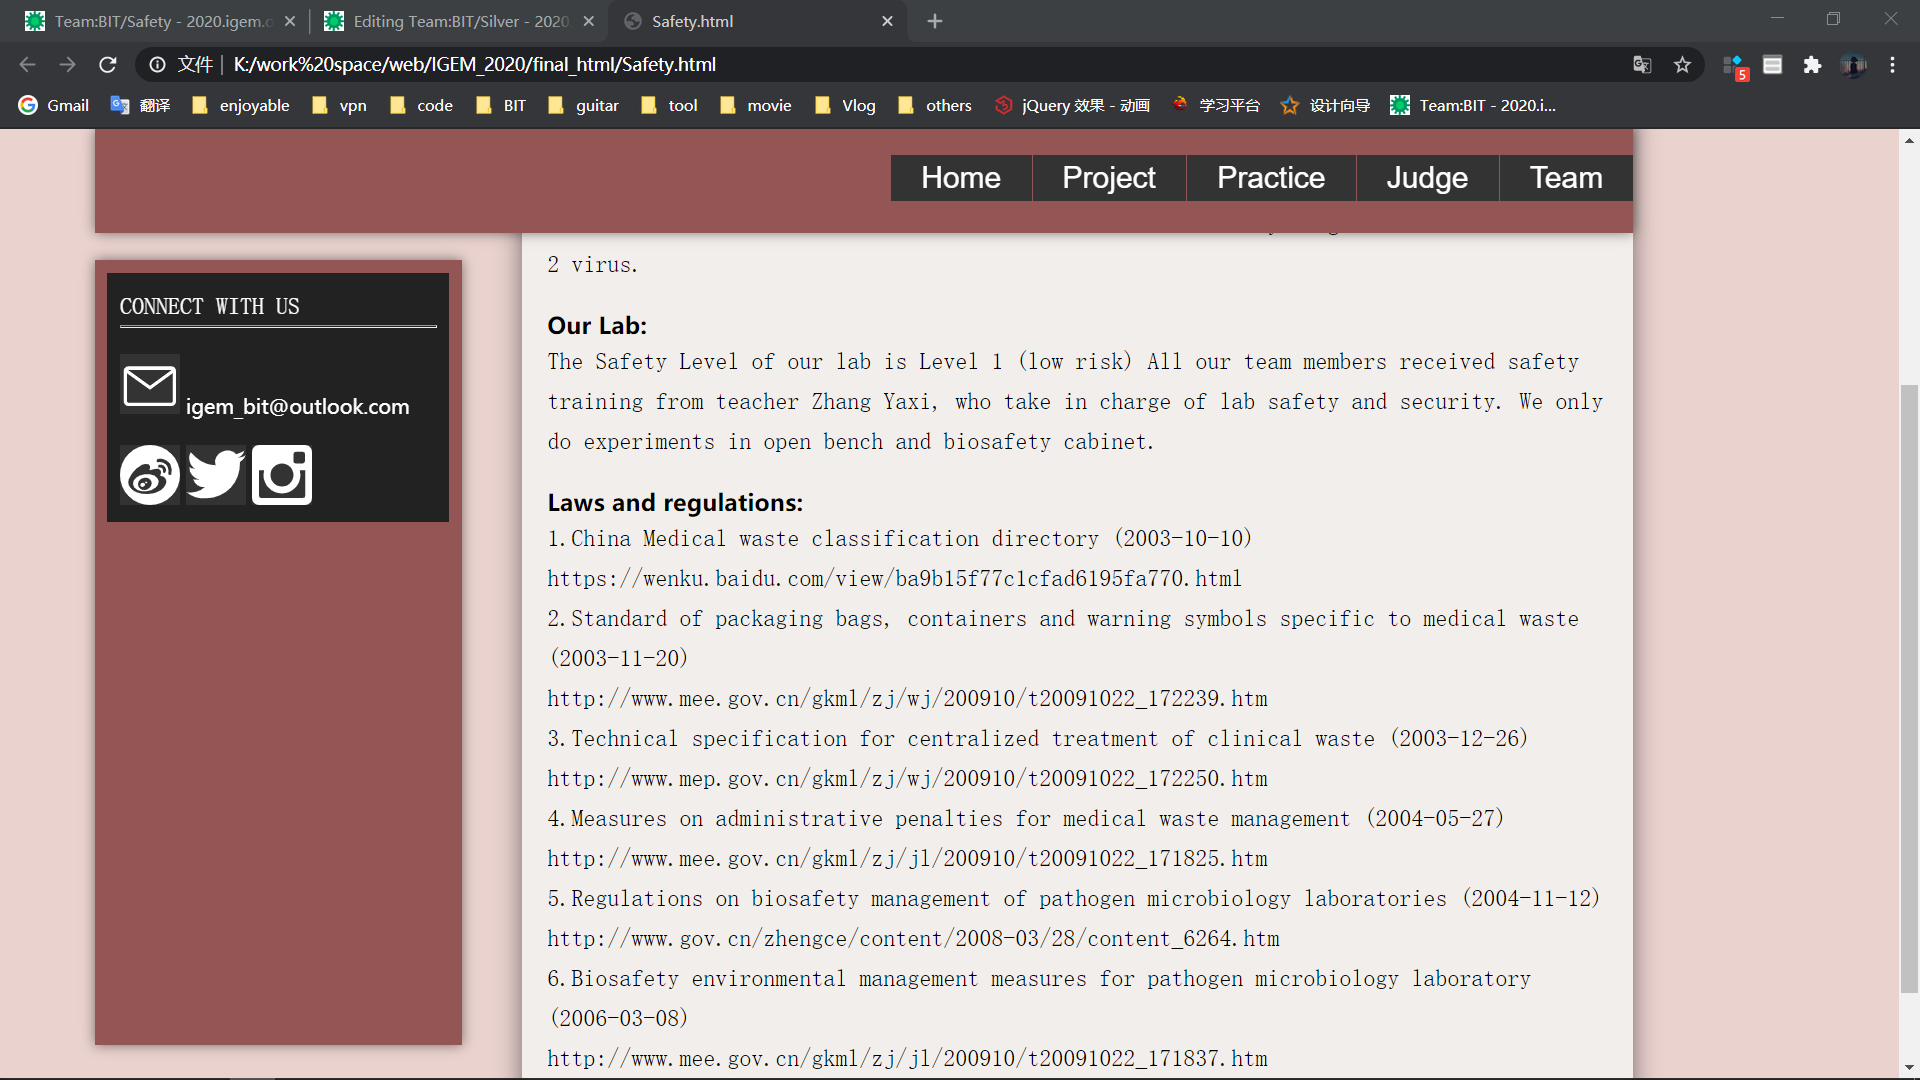 Team:BIT/Safety - 2020.igem.o
Editing Team:BIT/Silver - 2020
Safety.html
文件 K:/work%20space/web/IGEM_2020/final_html/Safety.html
5
Gmail 翻译 enjoyable vpn code BIT guitar tool movie Vlog others jQuery 效果 - 动画 学习平台 设计向导 Team:BIT - 2020.i...
Home Project Practice Judge Team
CONNECT WITH US
igem_bit@outlook.com
2 virus.
Our Lab:
The Safety Level of our lab is Level 1 (low risk) All our team members received safety
training from teacher Zhang Yaxi, who take in charge of lab safety and security. We only
do experiments in open bench and biosafety cabinet.
Laws and regulations:
1.China Medical waste classification directory (2003-10-10)
https://wenku.baidu.com/view/ba9b15f77c1cfad6195fa770.html
2.Standard of packaging bags, containers and warning symbols specific to medical waste
(2003-11-20)
http://www.mee.gov.cn/gkml/zj/wj/200910/t20091022_172239.htm
3.Technical specification for centralized treatment of clinical waste (2003-12-26)
http://www.mep.gov.cn/gkml/zj/wj/200910/t20091022_172250.htm
4.Measures on administrative penalties for medical waste management (2004-05-27)
http://www.mee.gov.cn/gkml/zj/jl/200910/t20091022_171825.htm
5.Regulations on biosafety management of pathogen microbiology laboratories (2004-11-12)
http://www.gov.cn/zhengce/content/2008-03/28/content_6264.htm
6.Biosafety environmental management measures for pathogen microbiology laboratory
(2006-03-08)
http://www.mee.gov.cn/gkml/zj/jl/200910/t20091022_171837.htm